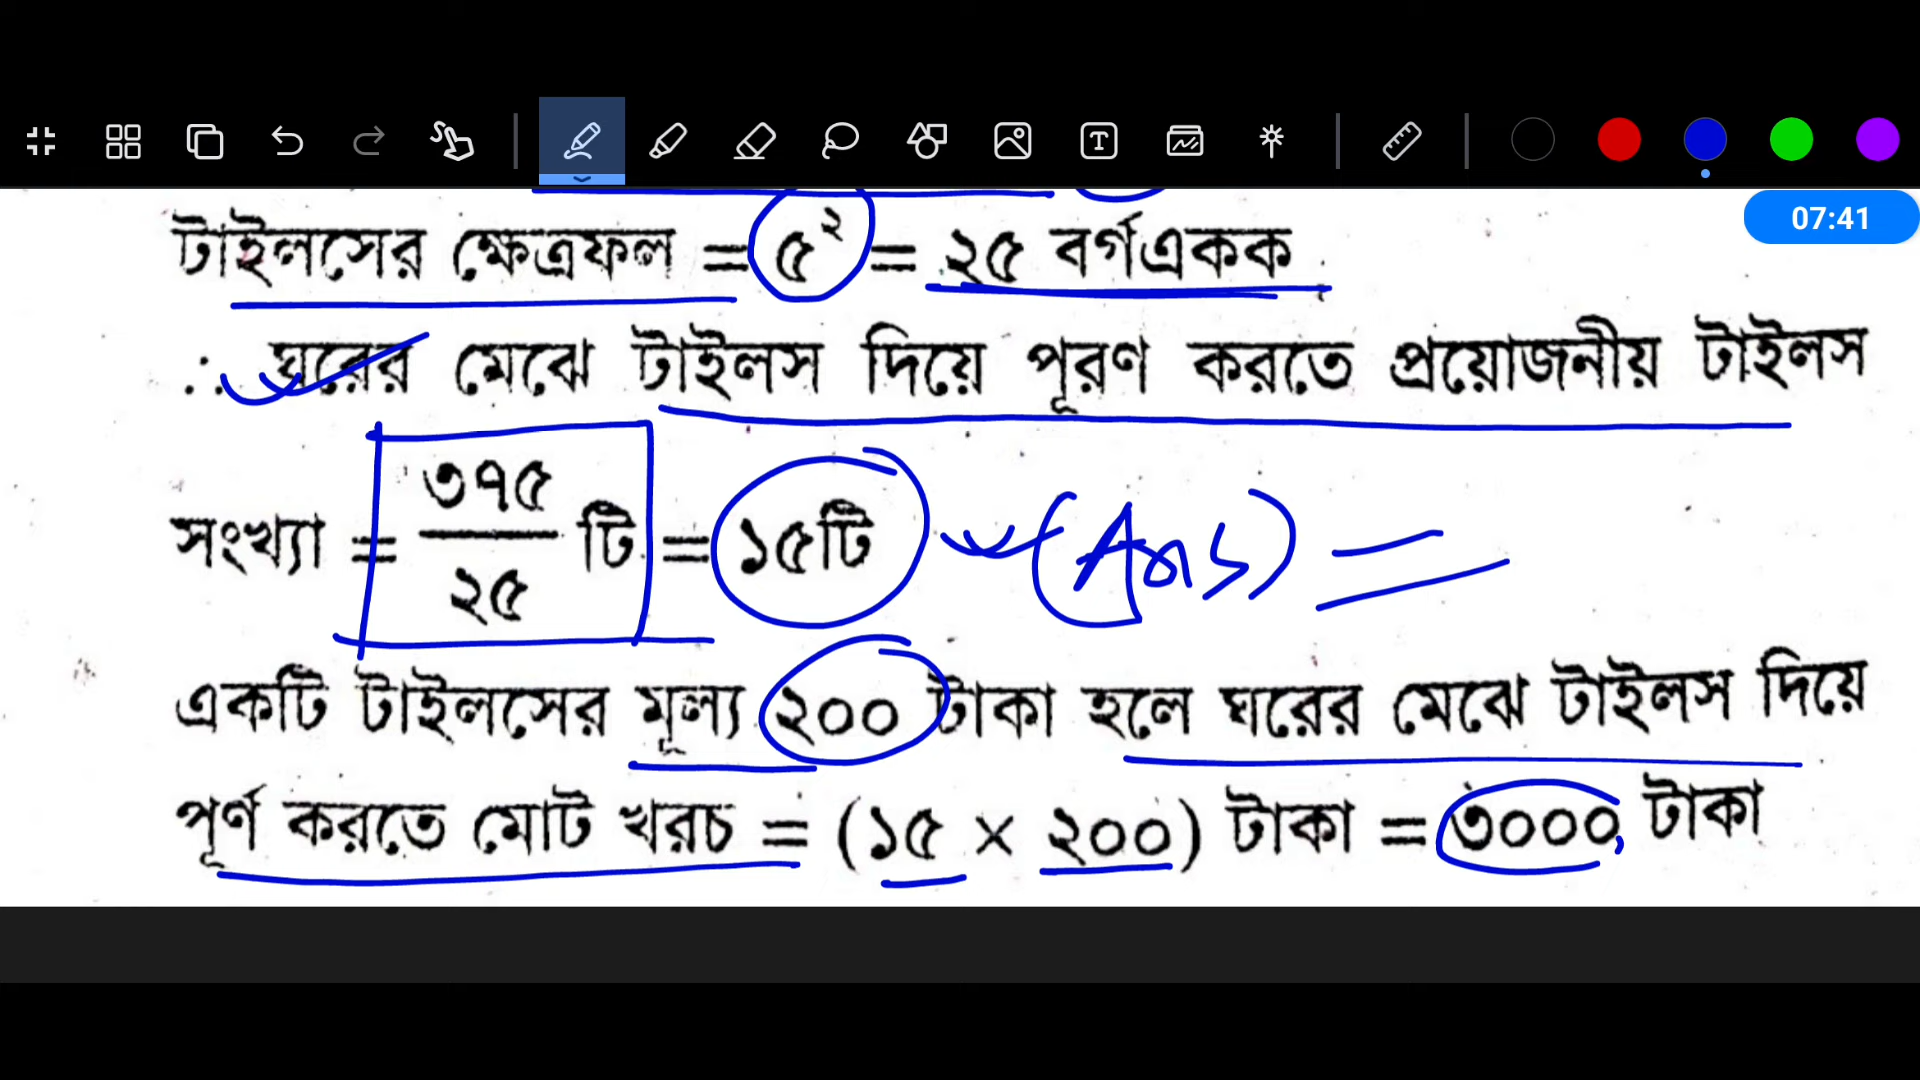 07:41
টাইলসের ক্ষেত্রফল = ৫² = ২৫ বর্গএকক
∴ ঘরের মেঝে টাইলস দিয়ে পূরণ করতে প্রয়োজনীয় টাইলস
সংখ্যা = ৩৭৫/২৫ টি = ১৫টি (Ans)
একটি টাইলসের মূল্য ২০০ টাকা হলে ঘরের মেঝে টাইলস দিয়ে
পূর্ণ করতে মোট খরচ = (১৫ × ২০০) টাকা = ৩০০০ টাকা